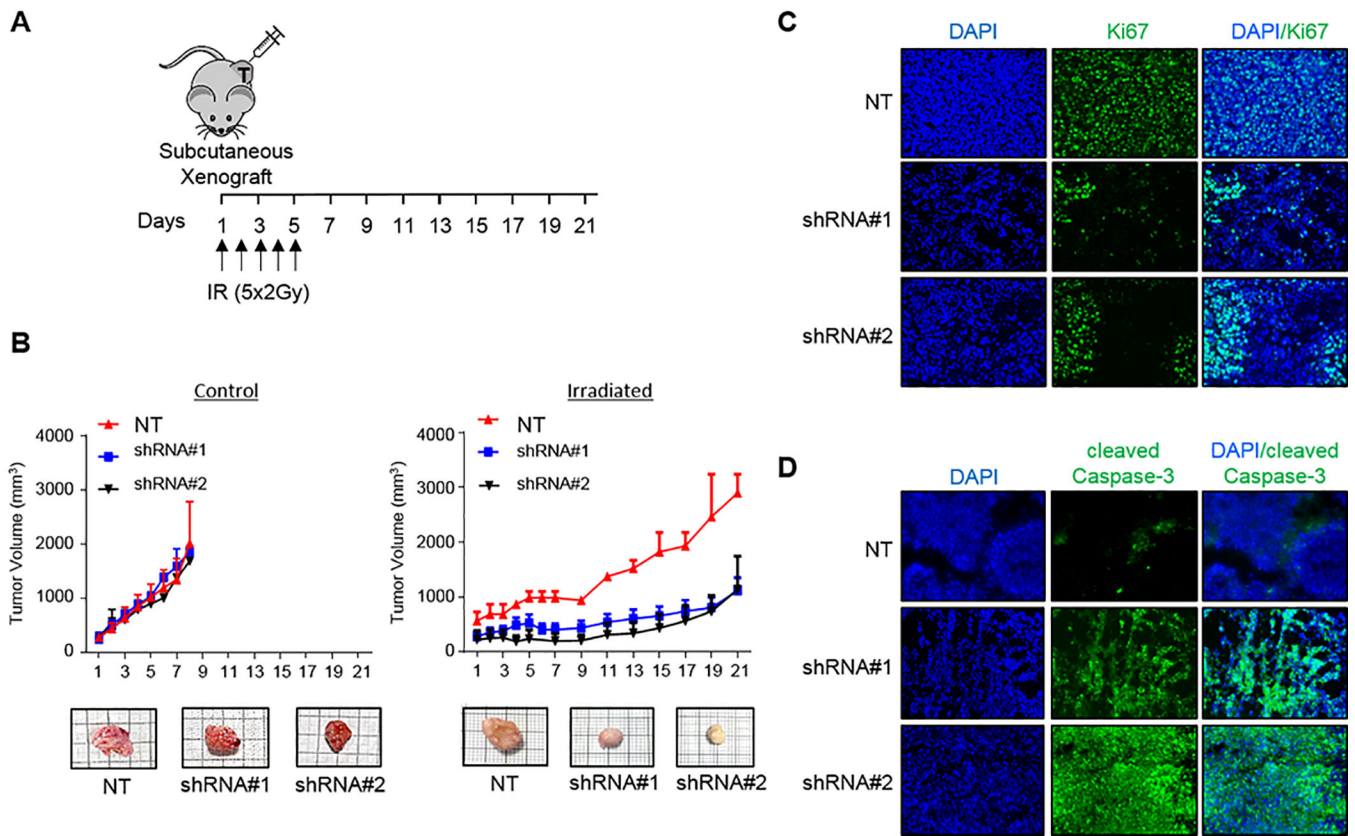 A
T
Subcutaneous
Xenograft
Days 1 3 5 7 9 11 13 15 17 19 21
IR (5x2Gy)
B
Control
NT
shRNA#1
shRNA#2
Tumor Volume (mm³)
4000
3000
2000
1000
0
1 3 5 7 9 11 13 15 17 19 21
NT shRNA#1 shRNA#2
Irradiated
NT
shRNA#1
shRNA#2
Tumor Volume (mm³)
4000
3000
2000
1000
0
1 3 5 7 9 11 13 15 17 19 21
NT shRNA#1 shRNA#2
C
DAPI Ki67 DAPI/Ki67
NT
shRNA#1
shRNA#2
D
DAPI
cleaved
Caspase-3
DAPI/cleaved
Caspase-3
NT
shRNA#1
shRNA#2